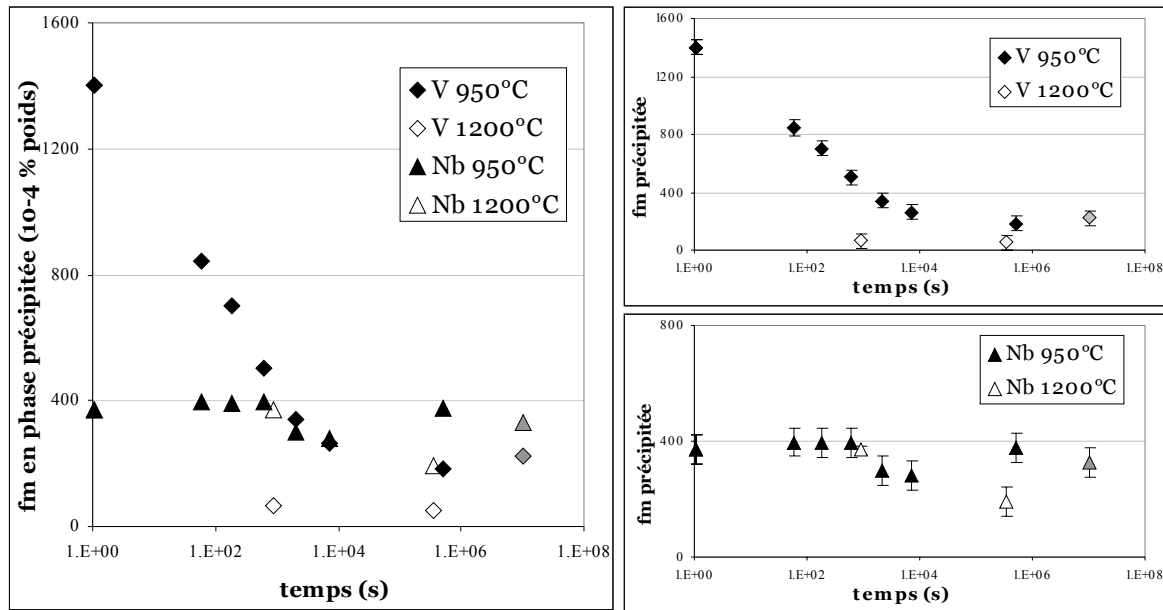 fm en phase précipitée (10-4 % poids)
1600
1200
800
400
0
1.E+00
1.E+02
1.E+04
1.E+06
1.E+08
temps (s)
V 950°C
V 1200°C
Nb 950°C
Nb 1200°C
fm précipitée
1600
1200
800
400
0
1.E+00
1.E+02
1.E+04
1.E+06
1.E+08
temps (s)
V 950°C
V 1200°C
fm précipitée
800
400
0
1.E+00
1.E+02
1.E+04
1.E+06
1.E+08
temps (s)
Nb 950°C
Nb 1200°C